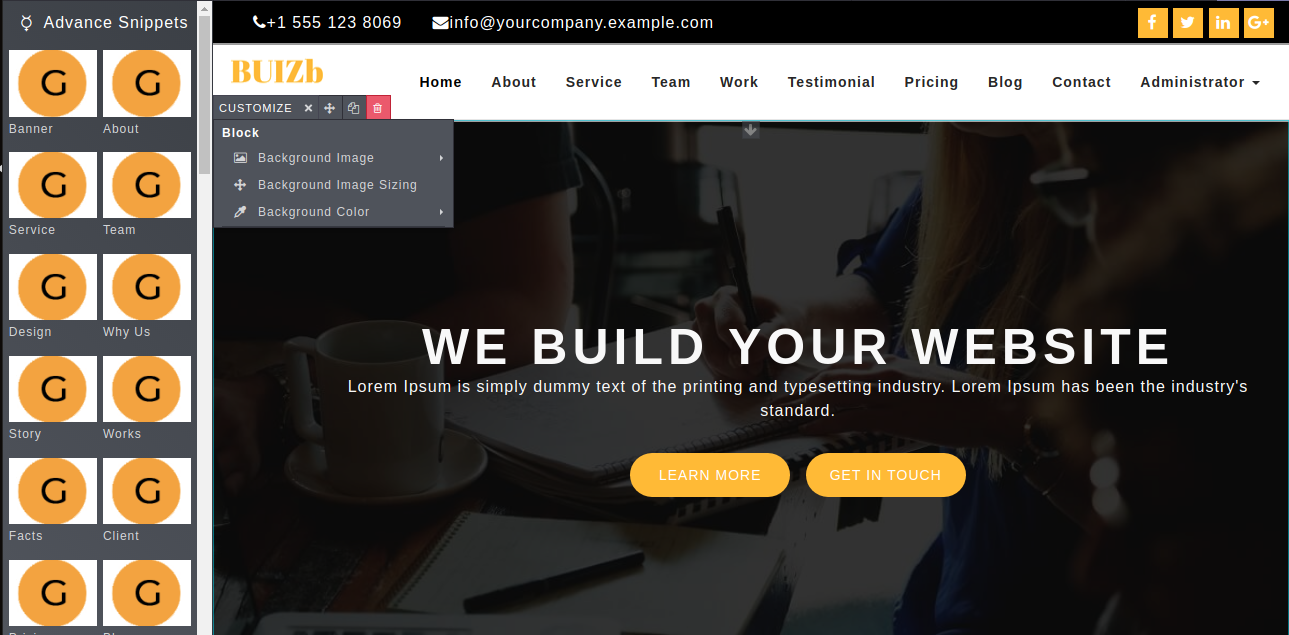 Advance Snippets
G G
Banner About
G G
Service Team
G G
Design Why Us
G G
Story Works
G G
Facts Client
G G
+1 555 123 8069 info@yourcompany.example.com
f in G+
BUIZb
Home About Service Team Work Testimonial Pricing Blog Contact Administrator
CUSTOMIZE
Block
Background Image
Background Image Sizing
Background Color
WE BUILD YOUR WEBSITE
Lorem Ipsum is simply dummy text of the printing and typesetting industry. Lorem Ipsum has been the industry's
standard.
LEARN MORE GET IN TOUCH